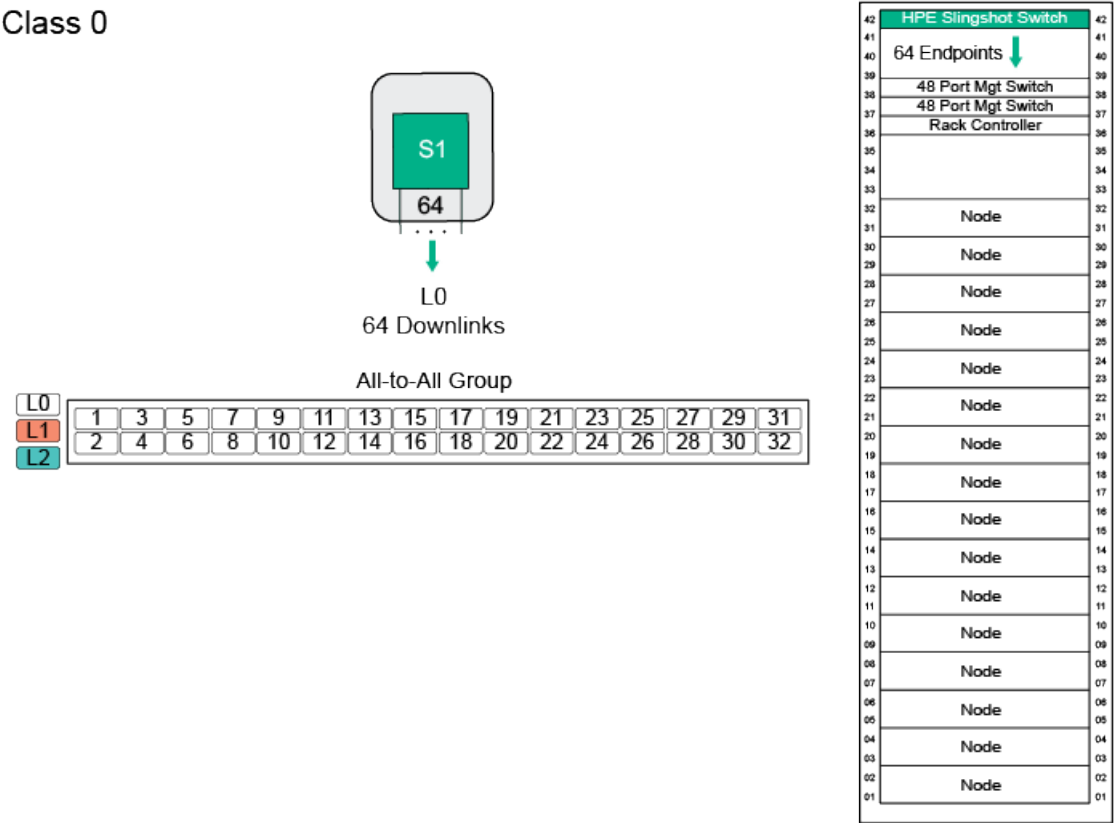 Class 0
S1
64
. . .
L0
64 Downlinks
All-to-All Group
L0
L1
L2
1 3 5 7 9 11 13 15 17 19 21 23 25 27 29 31
2 4 6 8 10 12 14 16 18 20 22 24 26 28 30 32
42 HPE Slingshot Switch 42
41 41
40 64 Endpoints 40
39 39
38 48 Port Mgt Switch 38
37 48 Port Mgt Switch 37
36 Rack Controller 36
35 35
34 34
33 33
32 Node 32
31 31
30 Node 30
29 29
28 Node 28
27 27
26 Node 26
25 25
24 Node 24
23 23
22 Node 22
21 21
20 Node 20
19 19
18 Node 18
17 17
16 Node 16
15 15
14 Node 14
13 13
12 Node 12
11 11
10 Node 10
09 09
08 Node 08
07 07
06 Node 06
05 05
04 Node 04
03 03
02 Node 02
01 01